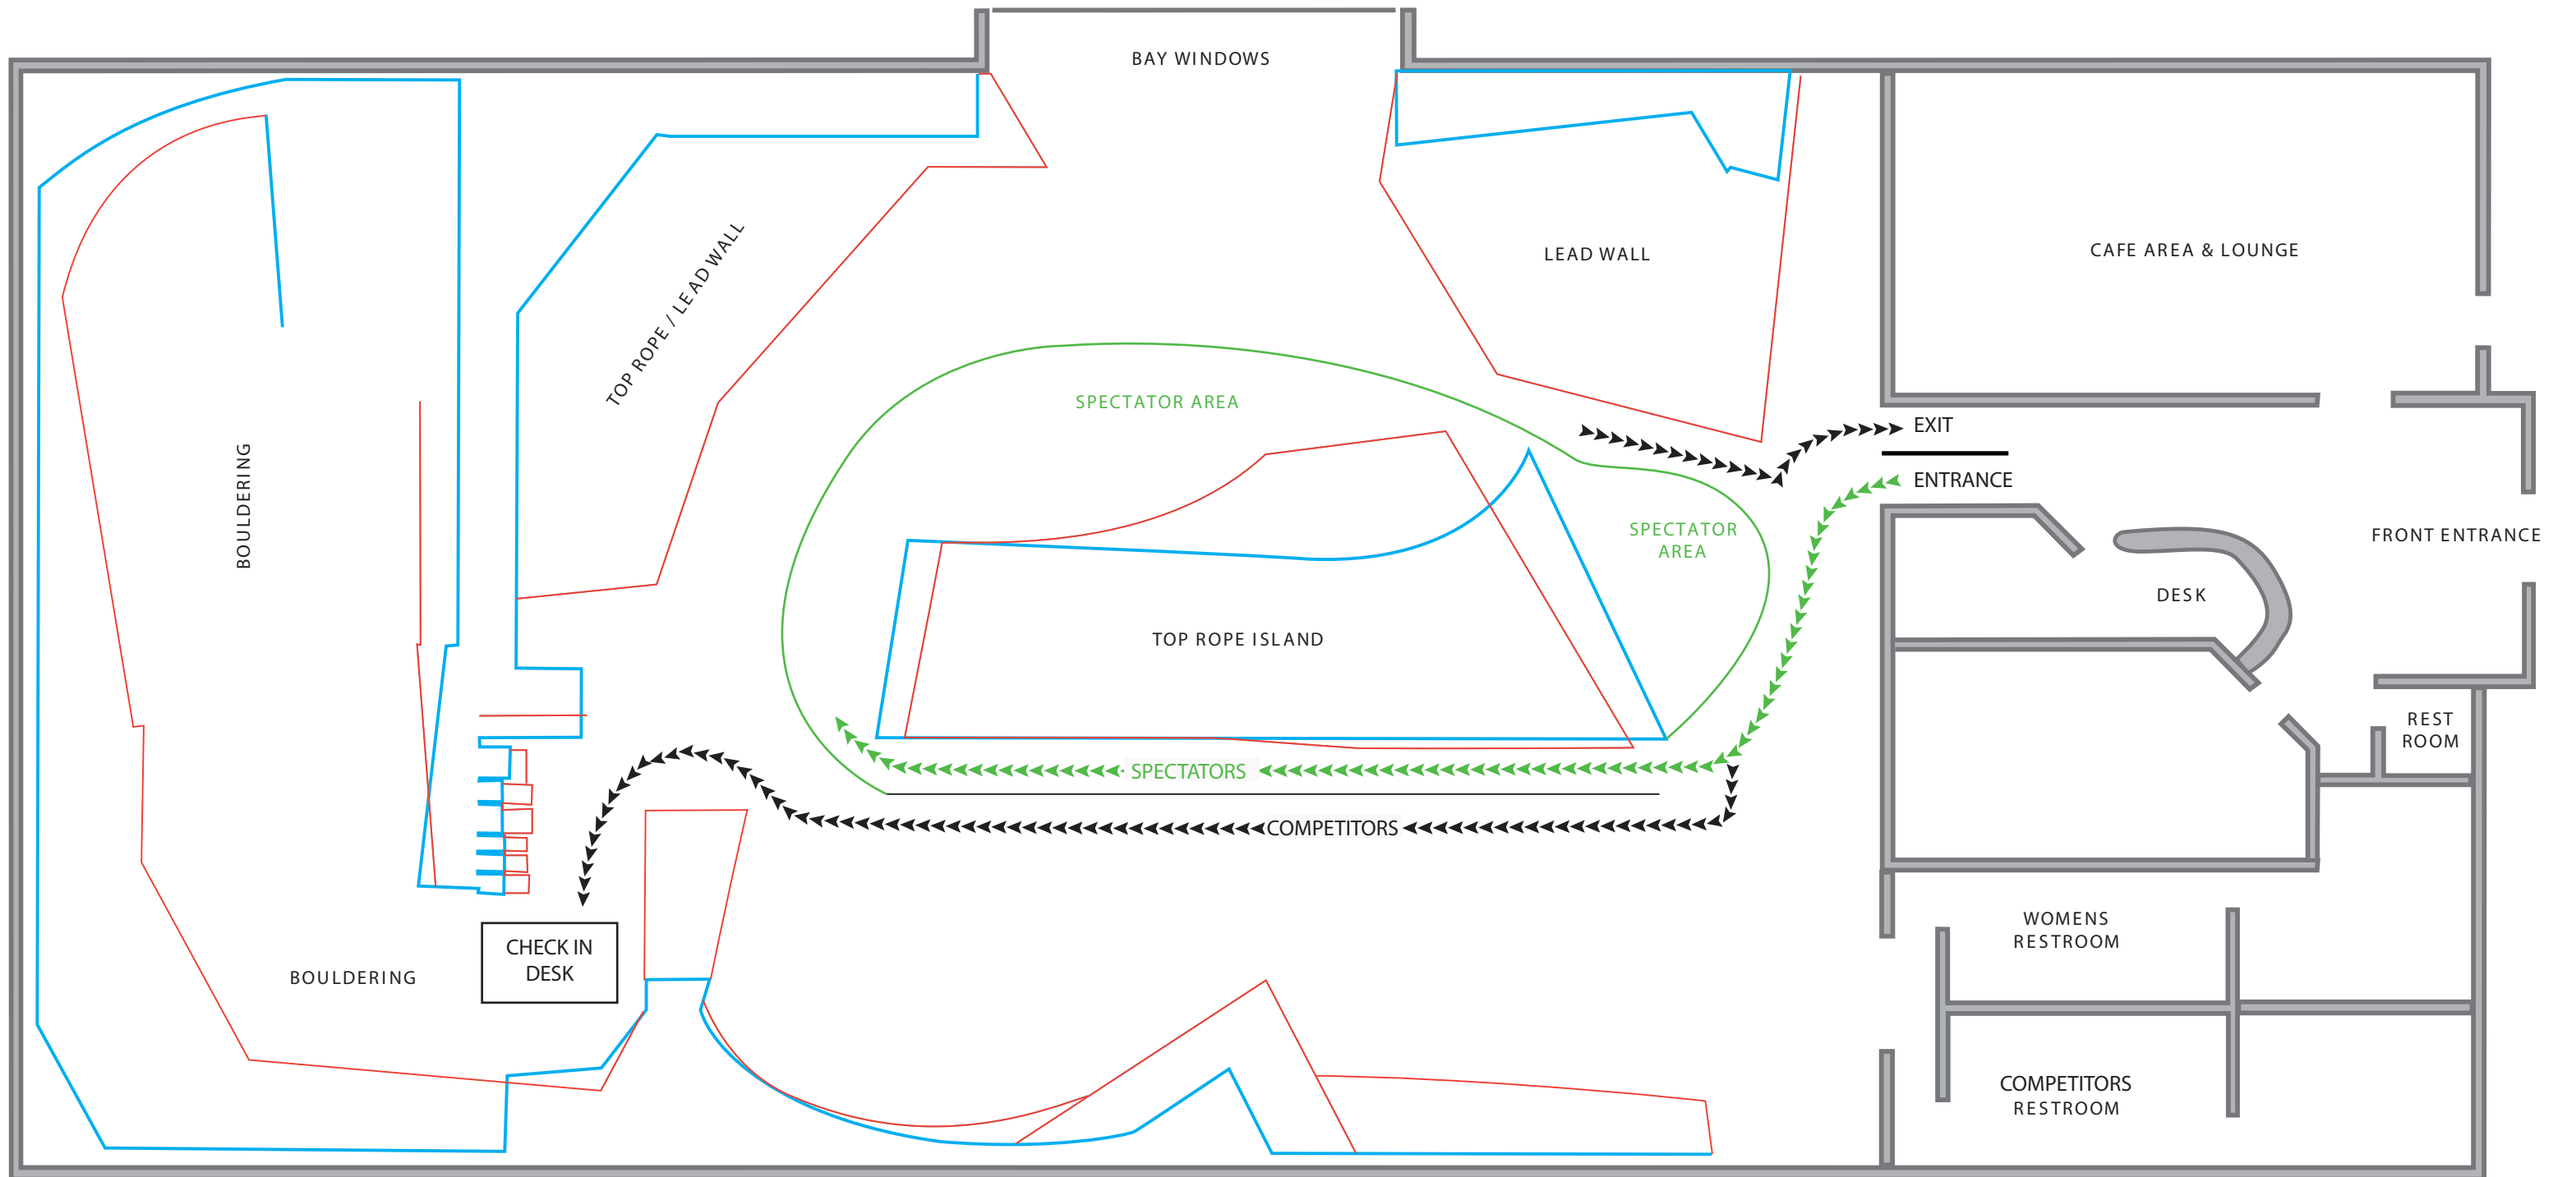 BAY WINDOWS
TOP ROPE / LEAD WALL
LEAD WALL
CAFE AREA & LOUNGE
SPECTATOR AREA
EXIT
ENTRANCE
BOULDERING
SPECTATOR
AREA
FRONT ENTRANCE
DESK
TOP ROPE ISLAND
REST
ROOM
SPECTATORS
COMPETITORS
CHECK IN
DESK
BOULDERING
WOMENS
RESTROOM
COMPETITORS
RESTROOM